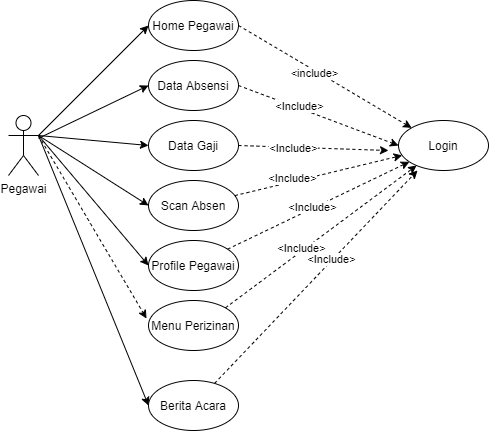 Home Pegawai
<include>
Data Absensi
<Include>
Data Gaji
<Include>
Login
Pegawai
Scan Absen
<Include>
<Include>
Profile Pegawai
<Include>
<Include>
Menu Perizinan
Berita Acara